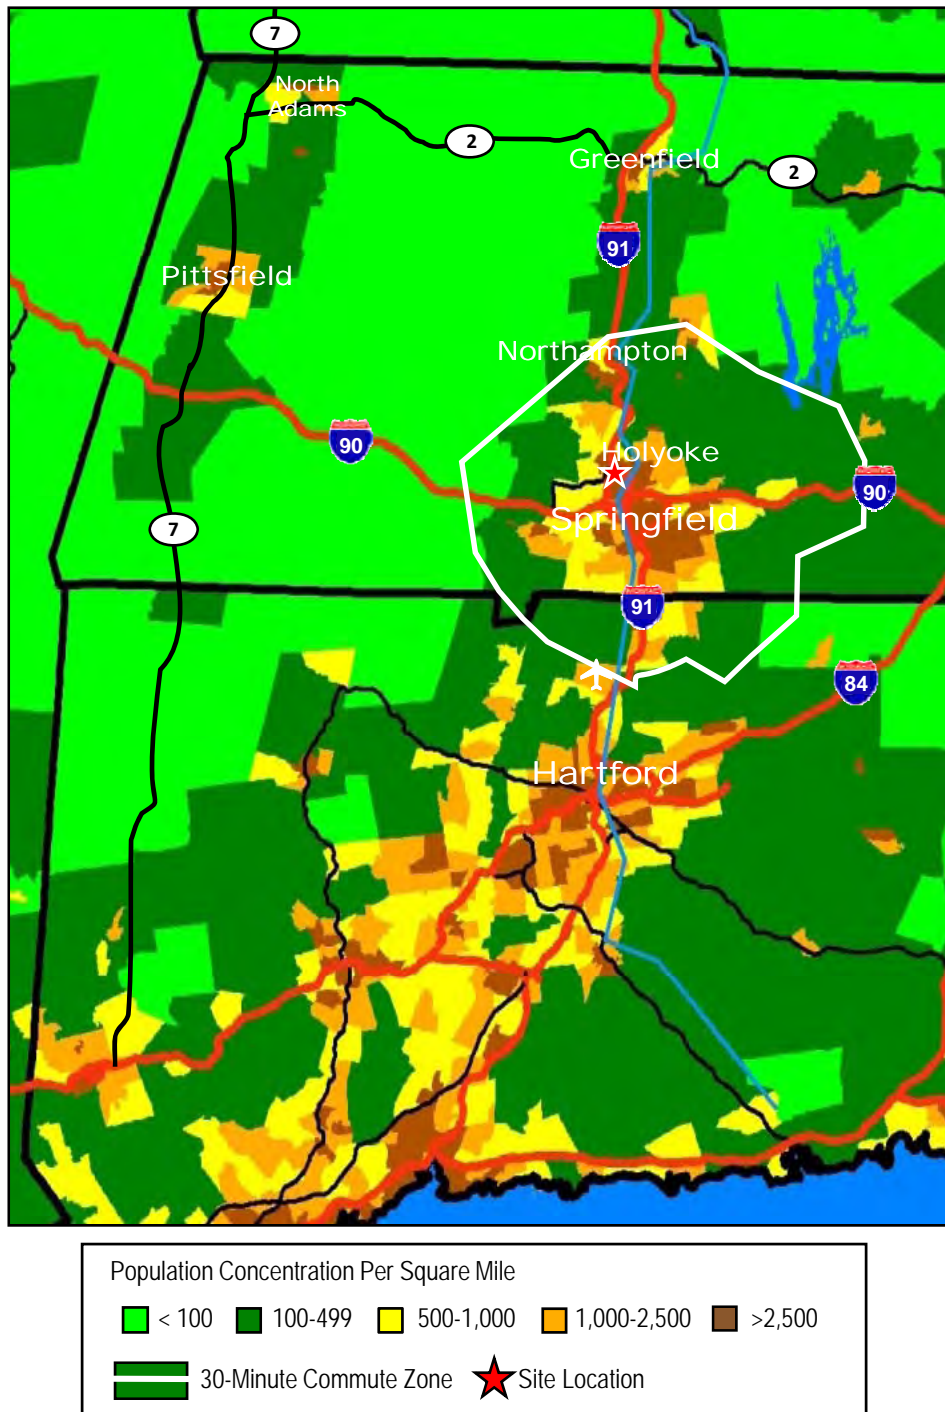 7
North
Adams
2
Greenfield
2
91
Pittsfield
Northampton
90
Holyoke
90
Springfield
7
91
84
Hartford
Population Concentration Per Square Mile
< 100 100-499 500-1,000 1,000-2,500 >2,500
30-Minute Commute Zone Site Location